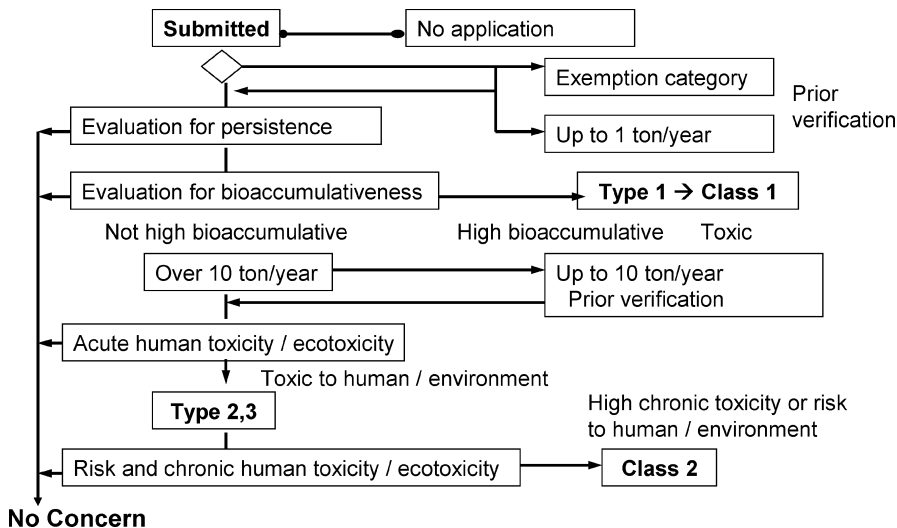 Submitted
No application
Exemption category
Prior
verification
Evaluation for persistence
Up to 1 ton/year
Evaluation for bioaccumulativeness
Type 1 → Class 1
Not high bioaccumulative
High bioaccumulative
Toxic
Over 10 ton/year
Up to 10 ton/year
Prior verification
Acute human toxicity / ecotoxicity
Toxic to human / environment
Type 2,3
High chronic toxicity or risk
to human / environment
Risk and chronic human toxicity / ecotoxicity
Class 2
No Concern